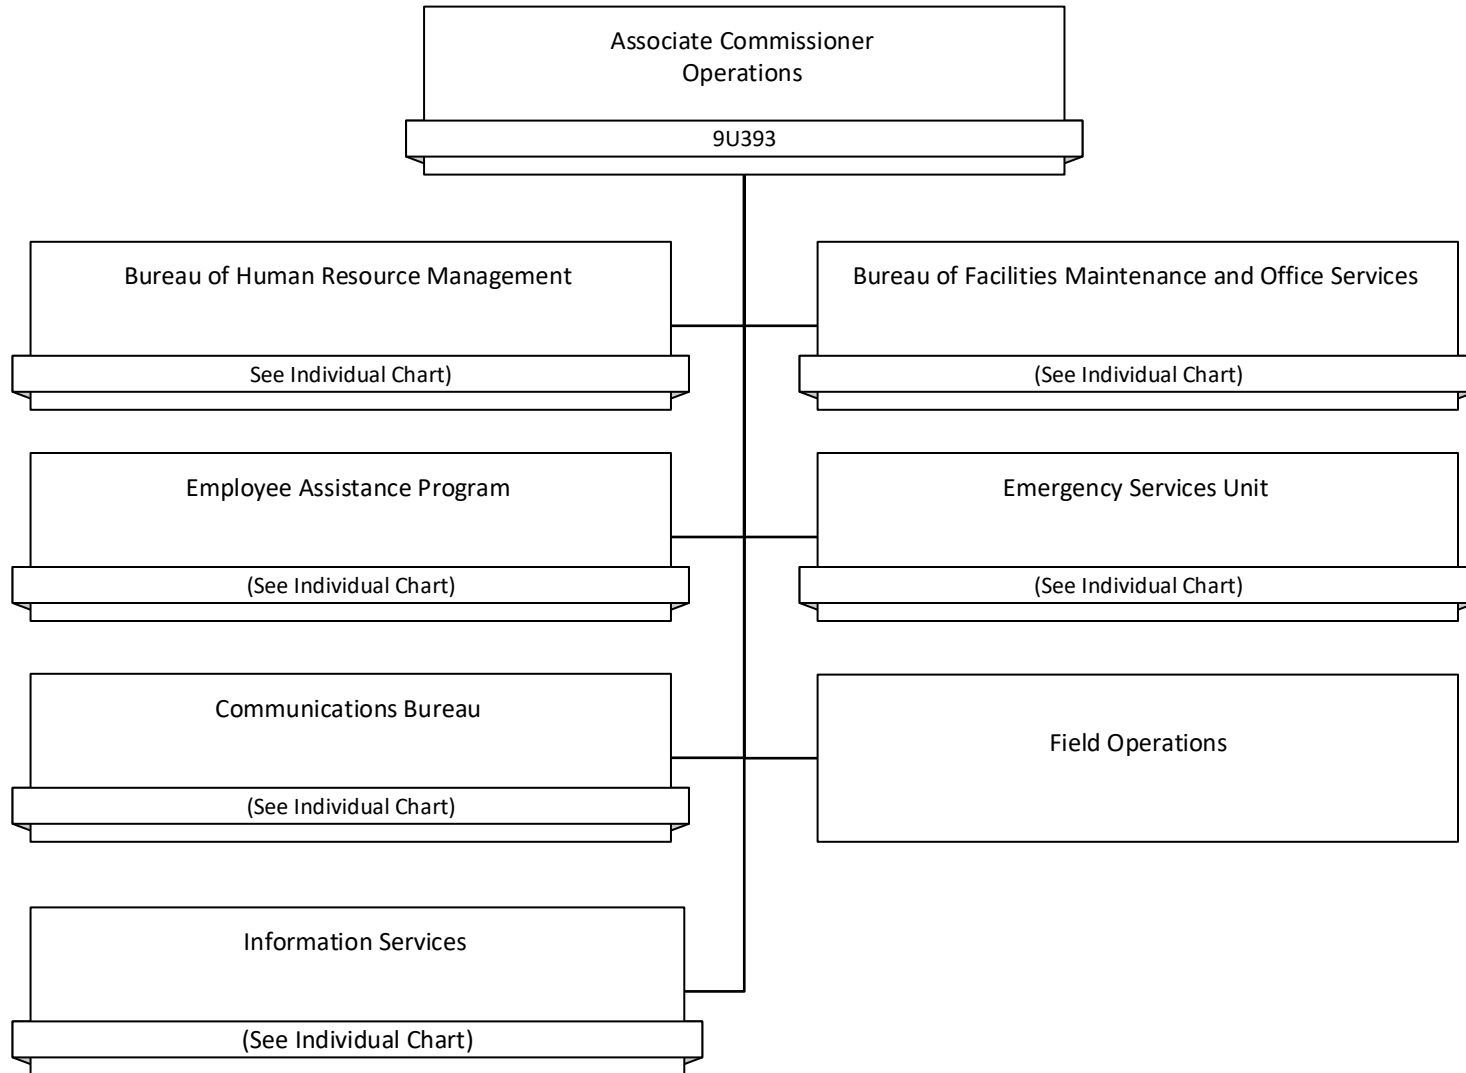 Associate Commissioner
Operations
9U393
Bureau of Human Resource Management
See Individual Chart)
Bureau of Facilities Maintenance and Office Services
(See Individual Chart)
Employee Assistance Program
(See Individual Chart)
Emergency Services Unit
(See Individual Chart)
Communications Bureau
(See Individual Chart)
Field Operations
Information Services
(See Individual Chart)